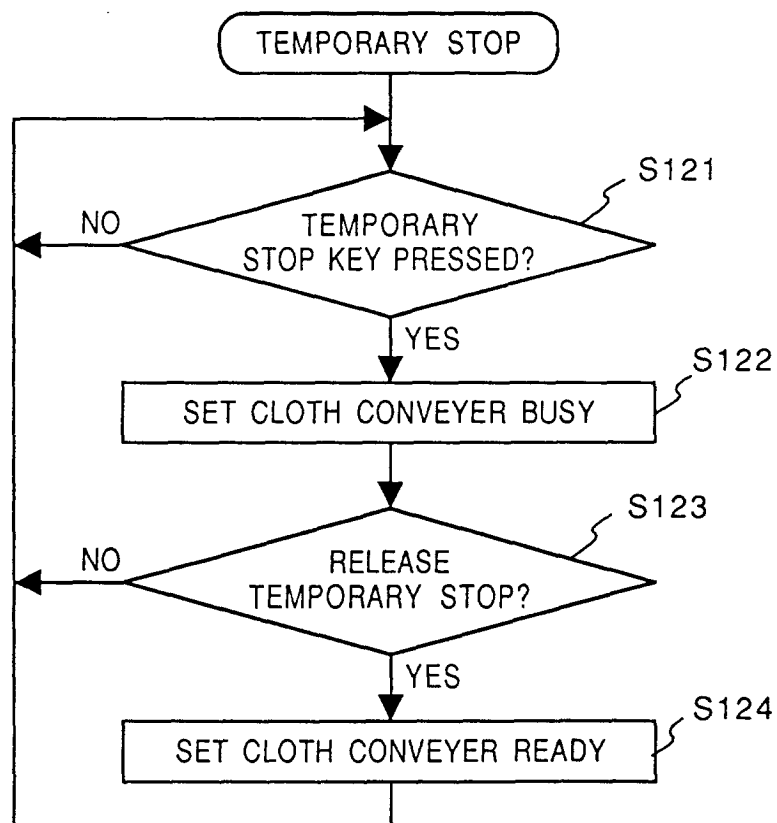 TEMPORARY STOP
S121
NO
TEMPORARY
STOP KEY PRESSED?
YES
S122
SET CLOTH CONVEYER BUSY
S123
NO
RELEASE
TEMPORARY STOP?
YES
S124
SET CLOTH CONVEYER READY